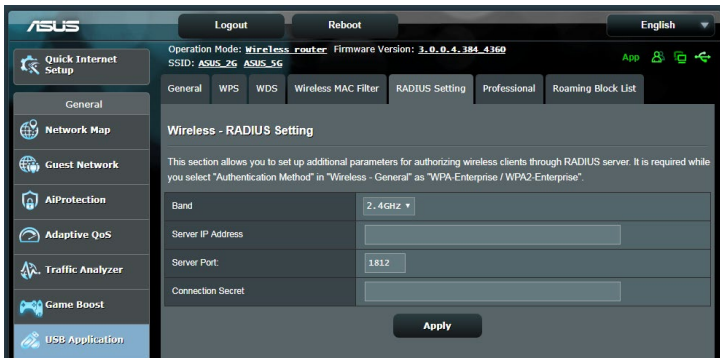 ASUS
Logout
Reboot
English
Quick Internet Setup
Operation Mode: Wireless router Firmware Version: 3.0.0.4.384_4360
SSID: ASUS_2G ASUS_5G
App
General
Network Map
Guest Network
AiProtection
Adaptive QoS
Traffic Analyzer
Game Boost
USB Application
General WPS WDS Wireless MAC Filter RADIUS Setting Professional Roaming Block List
Wireless - RADIUS Setting
This section allows you to set up additional parameters for authorizing wireless clients through RADIUS server. It is required while
you select "Authentication Method" in "Wireless - General" as "WPA-Enterprise / WPA2-Enterprise".
Band 2.4GHz
Server IP Address
Server Port: 1812
Connection Secret
Apply